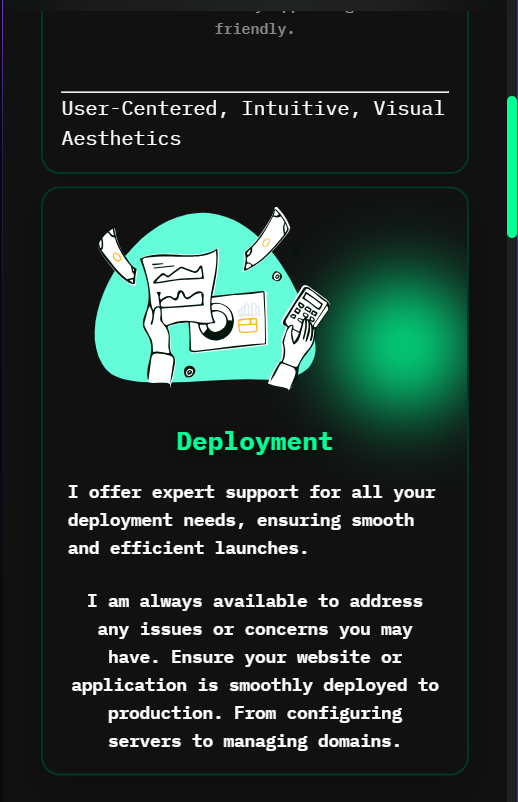 friendly.
User-Centered, Intuitive, Visual
Aesthetics
Deployment
I offer expert support for all your
deployment needs, ensuring smooth
and efficient launches.
I am always available to address
any issues or concerns you may
have. Ensure your website or
application is smoothly deployed to
production. From configuring
servers to managing domains.